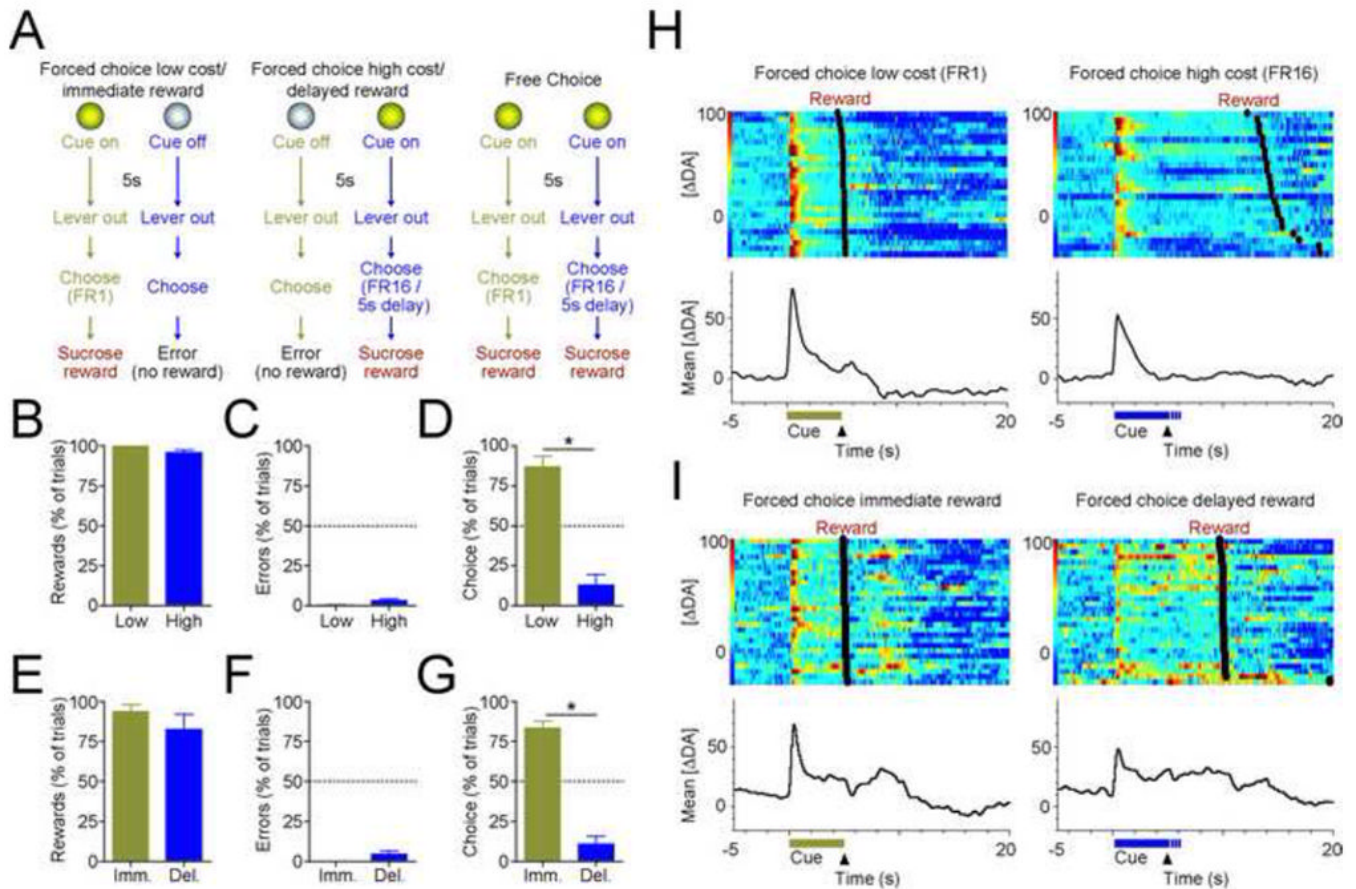 A
Forced choice low cost/
immediate reward
Forced choice high cost/
delayed reward
Free Choice
Cue on
Cue off
Cue off
Cue on
Cue on
Cue on
5s
5s
5s
Lever out
Lever out
Lever out
Lever out
Lever out
Lever out
Choose
(FR1)
Choose
Choose
Choose
(FR16 /
5s delay)
Choose
(FR1)
Choose
(FR16 /
5s delay)
Sucrose
reward
Error
(no reward)
Error
(no reward)
Sucrose
reward
Sucrose
reward
Sucrose
reward
B
Rewards (% of trials)
100
75
50
25
0
Low
High
C
Errors (% of trials)
100
75
50
25
0
Low
High
D
Choice (% of trials)
100
75
50
25
0
*
Low
High
E
Rewards (% of trials)
100
75
50
25
0
Imm.
Del.
F
Errors (% of trials)
100
75
50
25
0
Imm.
Del.
G
Choice (% of trials)
100
75
50
25
0
*
Imm.
Del.
H
Forced choice low cost (FR1)
Reward
100
[ΔDA]
0
Mean [ΔDA]
50
0
-5
Cue
20
Time (s)
Forced choice high cost (FR16)
Reward
100
0
50
0
-5
Cue
20
Time (s)
I
Forced choice immediate reward
Reward
100
[ΔDA]
0
Mean [ΔDA]
50
0
-5
Cue
20
Time (s)
Forced choice delayed reward
Reward
100
0
50
0
-5
Cue
20
Time (s)